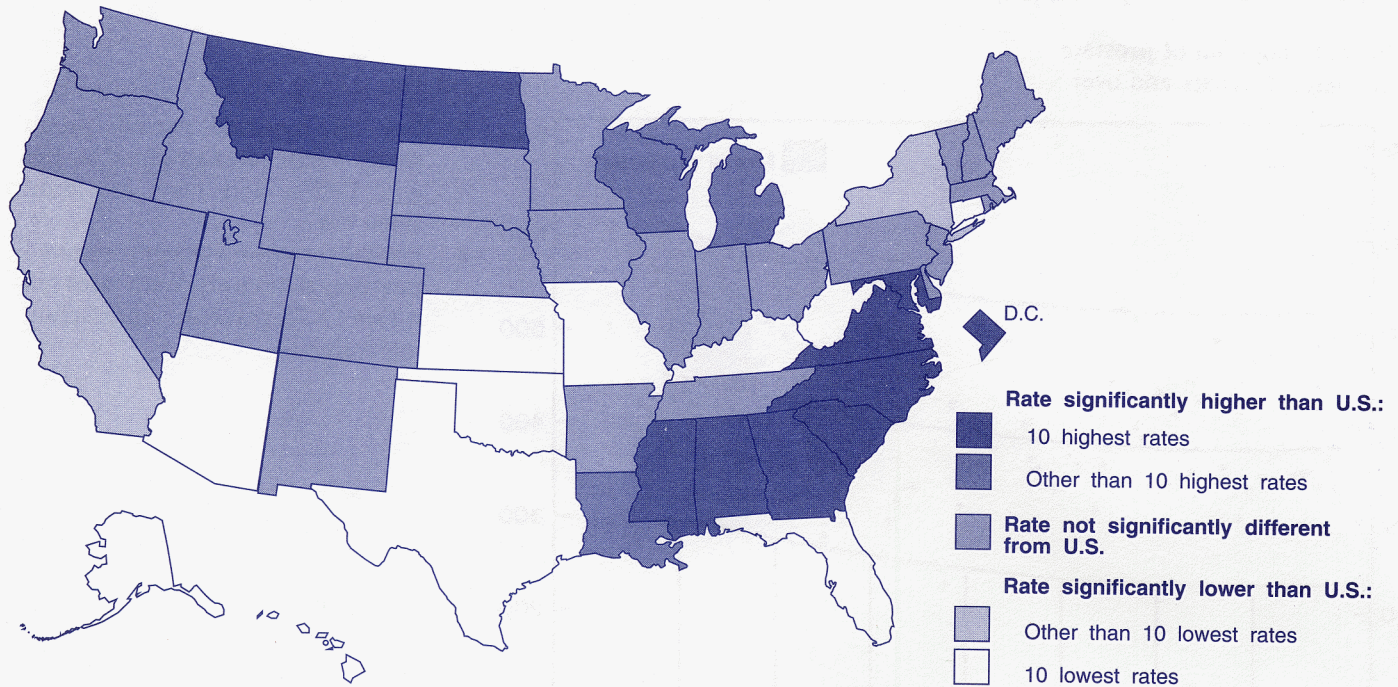 D.C.
Rate significantly higher than U.S.:
10 highest rates
Other than 10 highest rates
Rate not significantly different
from U.S.
Rate significantly lower than U.S.:
Other than 10 lowest rates
10 lowest rates